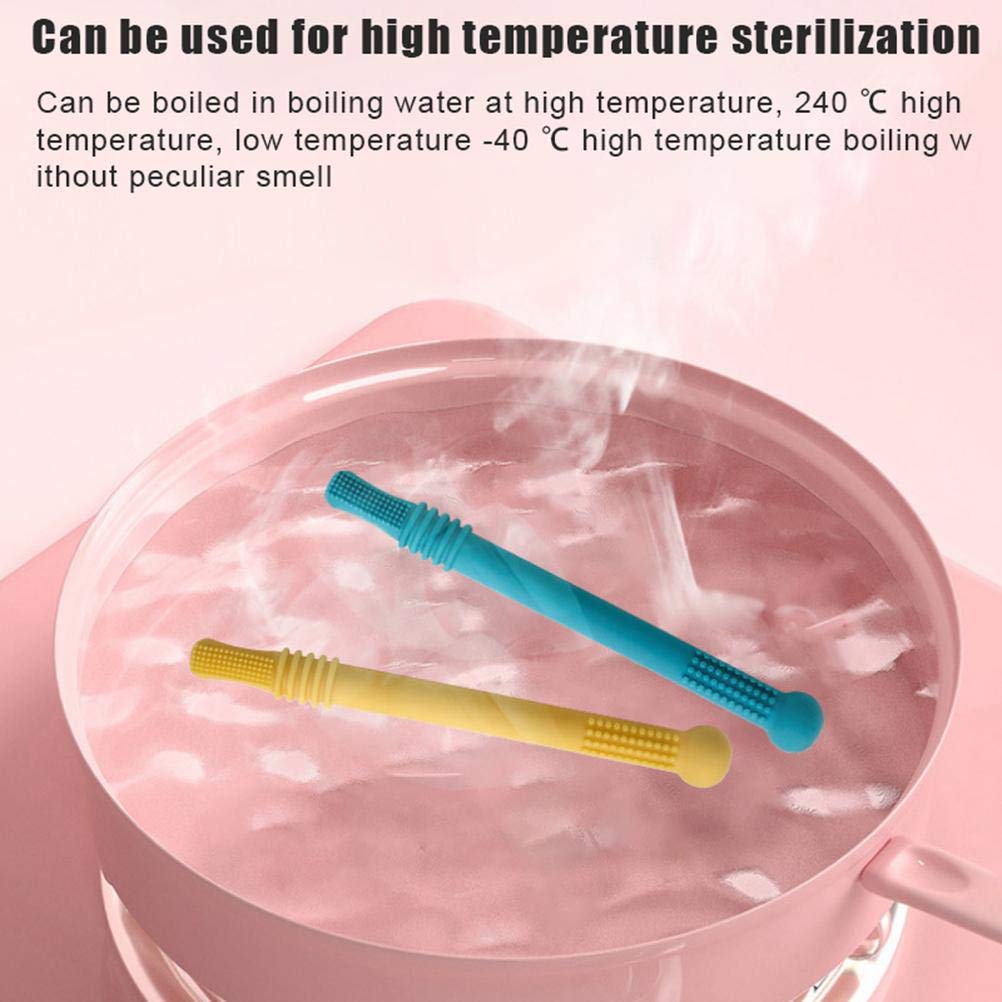 Can be used for high temperature sterilization
Can be boiled in boiling water at high temperature, 240 ℃ high
temperature, low temperature -40 ℃ high temperature boiling w
ithout peculiar smell